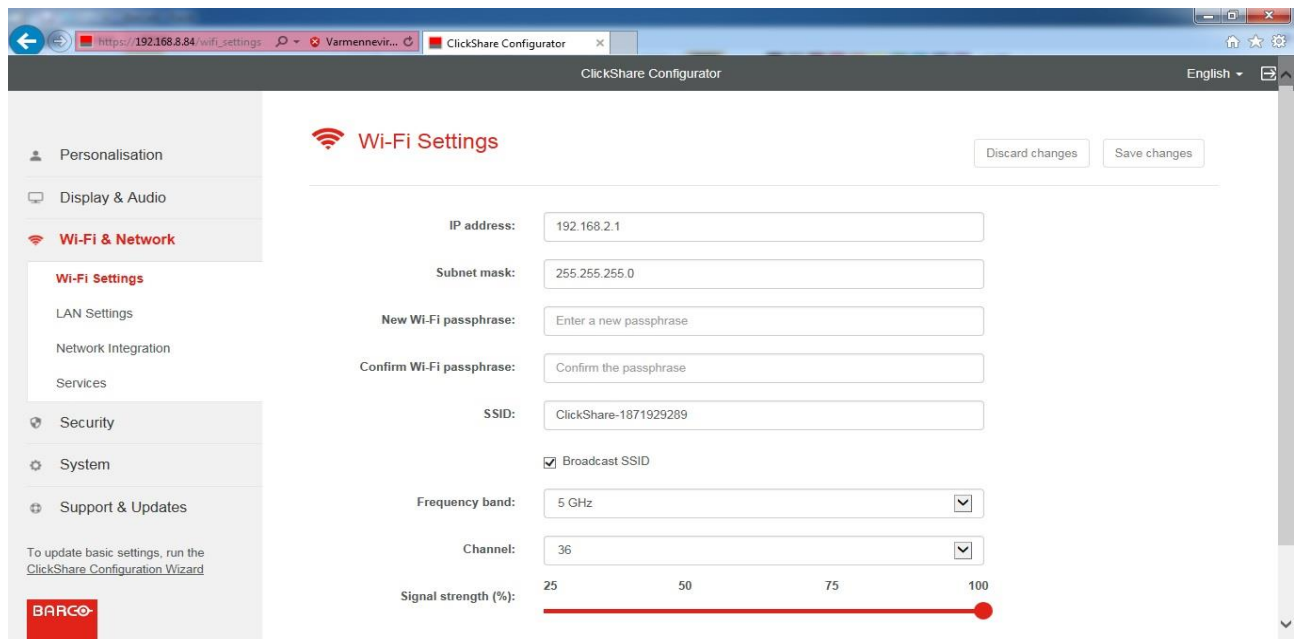 https://192.168.8.84/wifi_settings
Varmennevir...
ClickShare Configurator
ClickShare Configurator
English
Personalisation
Display & Audio
Wi-Fi & Network
Wi-Fi Settings
LAN Settings
Network Integration
Services
Security
System
Support & Updates
To update basic settings, run the
ClickShare Configuration Wizard
BARCO
Wi-Fi Settings
Discard changes
Save changes
IP address: 192.168.2.1
Subnet mask: 255.255.255.0
New Wi-Fi passphrase: Enter a new passphrase
Confirm Wi-Fi passphrase: Confirm the passphrase
SSID: ClickShare-1871929289
Broadcast SSID
Frequency band: 5 GHz
Channel: 36
25 50 75 100
Signal strength (%):